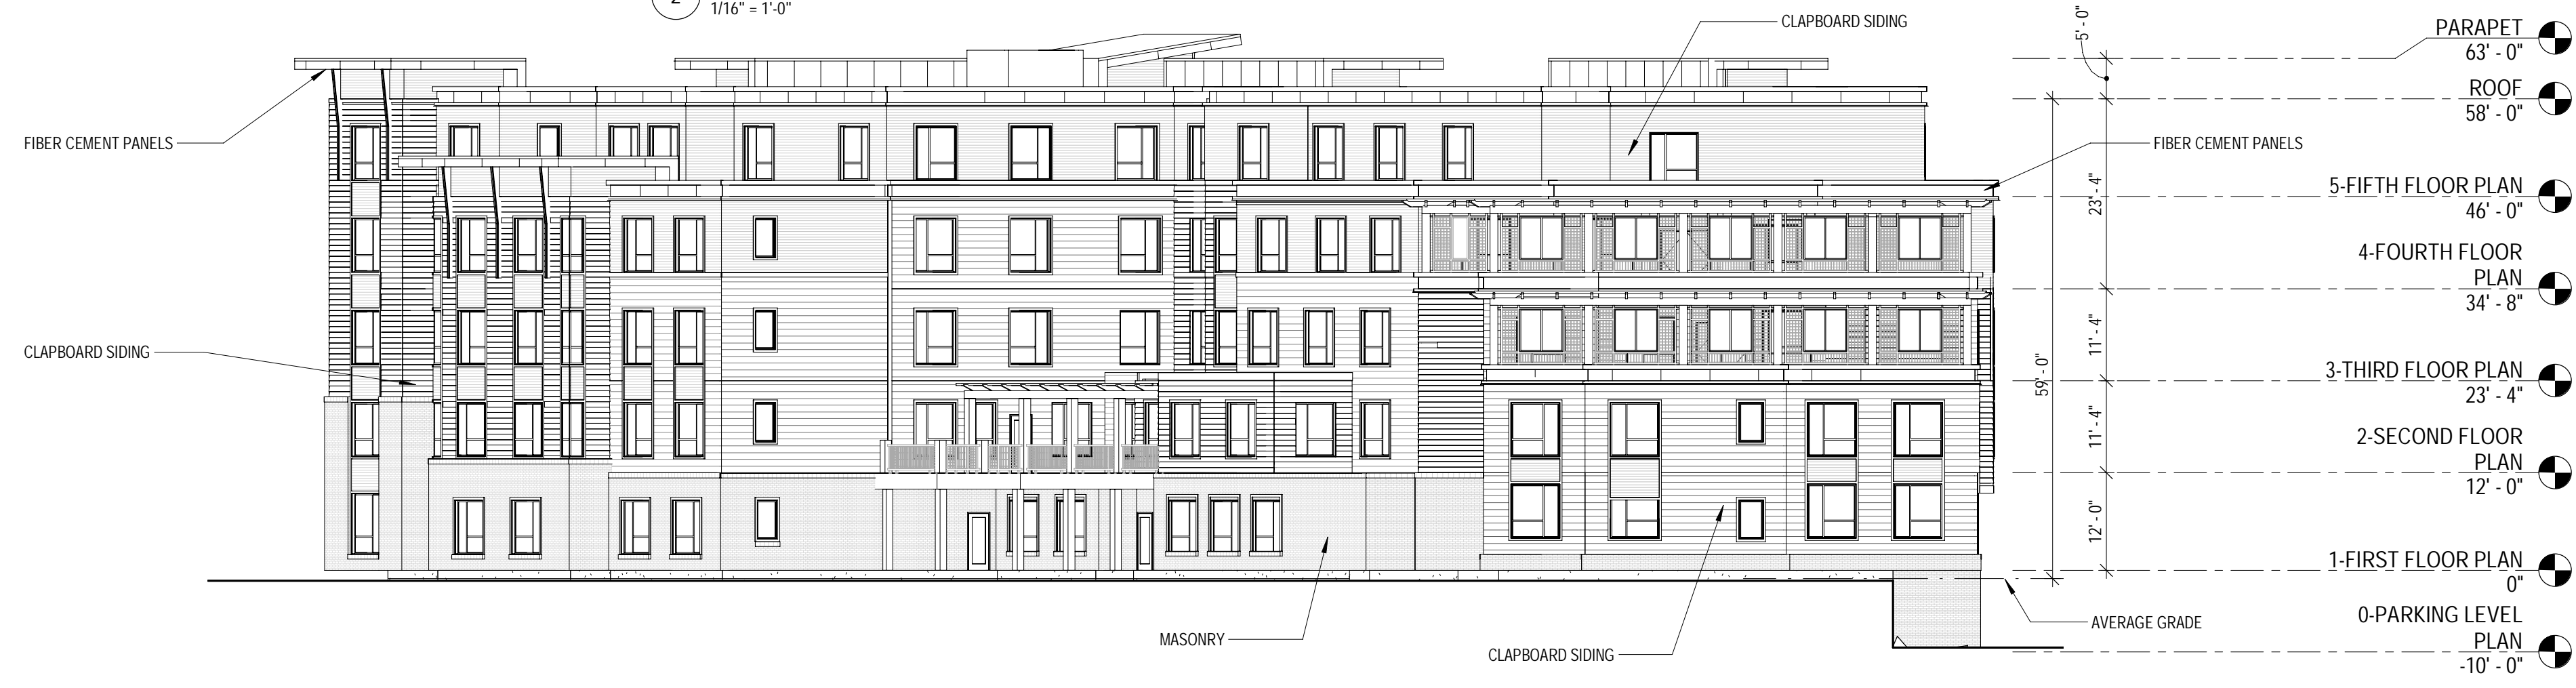 2
1/16" = 1'-0"
CLAPBOARD SIDING
FIBER CEMENT PANELS
CLAPBOARD SIDING
MASONRY
CLAPBOARD SIDING
AVERAGE GRADE
FIBER CEMENT PANELS
5' - 0"
23' - 4"
11' - 4"
11' - 4"
12' - 0"
59' - 0"
PARAPET
63' - 0"
ROOF
58' - 0"
5-FIFTH FLOOR PLAN
46' - 0"
4-FOURTH FLOOR
PLAN
34' - 8"
3-THIRD FLOOR PLAN
23' - 4"
2-SECOND FLOOR
PLAN
12' - 0"
1-FIRST FLOOR PLAN
0"
0-PARKING LEVEL
PLAN
-10' - 0"